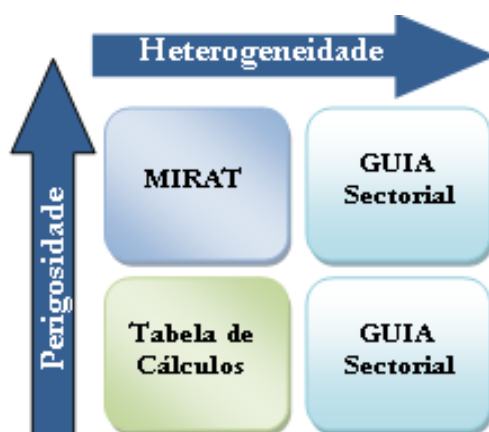 Heterogeneidade
Perigosidade
MIRAT
GUIA
Sectorial
Tabela de
Cálculos
GUIA
Sectorial